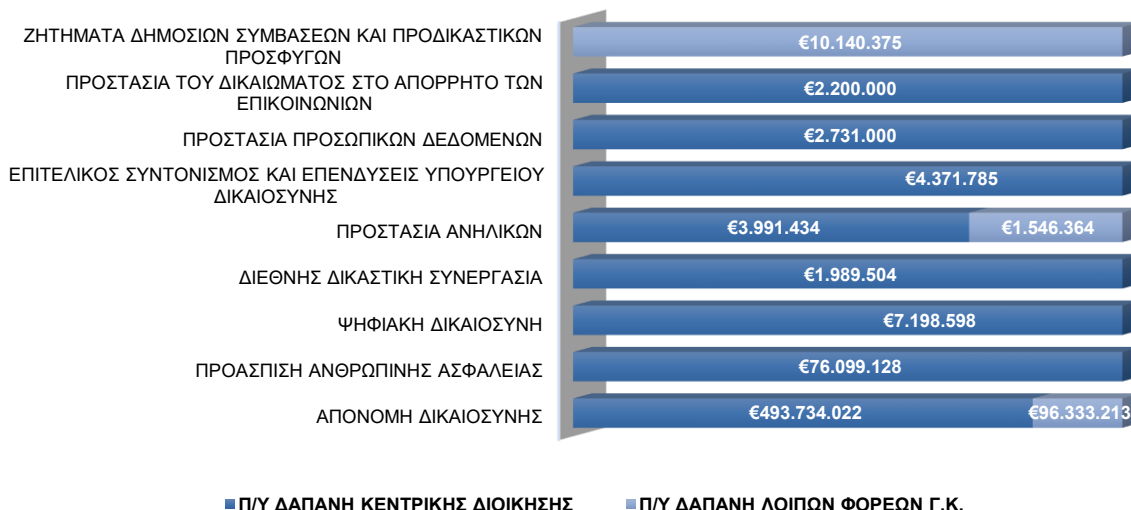 ΖΗΤΗΜΑΤΑ ΔΗΜΟΣΙΩΝ ΣΥΜΒΑΣΕΩΝ ΚΑΙ ΠΡΟΔΙΚΑΣΤΙΚΩΝ
ΠΡΟΣΦΥΓΩΝ
€10.140.375
ΠΡΟΣΤΑΣΙΑ ΤΟΥ ΔΙΚΑΙΩΜΑΤΟΣ ΣΤΟ ΑΠΟΡΡΗΤΟ ΤΩΝ
ΕΠΙΚΟΙΝΩΝΙΩΝ
€2.200.000
ΠΡΟΣΤΑΣΙΑ ΠΡΟΣΩΠΙΚΩΝ ΔΕΔΟΜΕΝΩΝ
€2.731.000
ΕΠΙΤΕΛΙΚΟΣ ΣΥΝΤΟΝΙΣΜΟΣ ΚΑΙ ΕΠΕΝΔΥΣΕΙΣ ΥΠΟΥΡΓΕΙΟΥ
ΔΙΚΑΙΟΣΥΝΗΣ
€4.371.785
ΠΡΟΣΤΑΣΙΑ ΑΝΗΛΙΚΩΝ
€3.991.434 €1.546.364
ΔΙΕΘΝΗΣ ΔΙΚΑΣΤΙΚΗ ΣΥΝΕΡΓΑΣΙΑ
€1.989.504
ΨΗΦΙΑΚΗ ΔΙΚΑΙΟΣΥΝΗ
€7.198.598
ΠΡΟΑΣΠΙΣΗ ΑΝΘΡΩΠΙΝΗΣ ΑΣΦΑΛΕΙΑΣ
€76.099.128
ΑΠΟΝΟΜΗ ΔΙΚΑΙΟΣΥΝΗΣ
€493.734.022 €96.333.213
Π/Υ ΔΑΠΑΝΗ ΚΕΝΤΡΙΚΗΣ ΔΙΟΙΚΗΣΗΣ Π/Υ ΔΑΠΑΝΗ ΛΟΙΠΩΝ ΦΟΡΕΩΝ Γ.Κ.